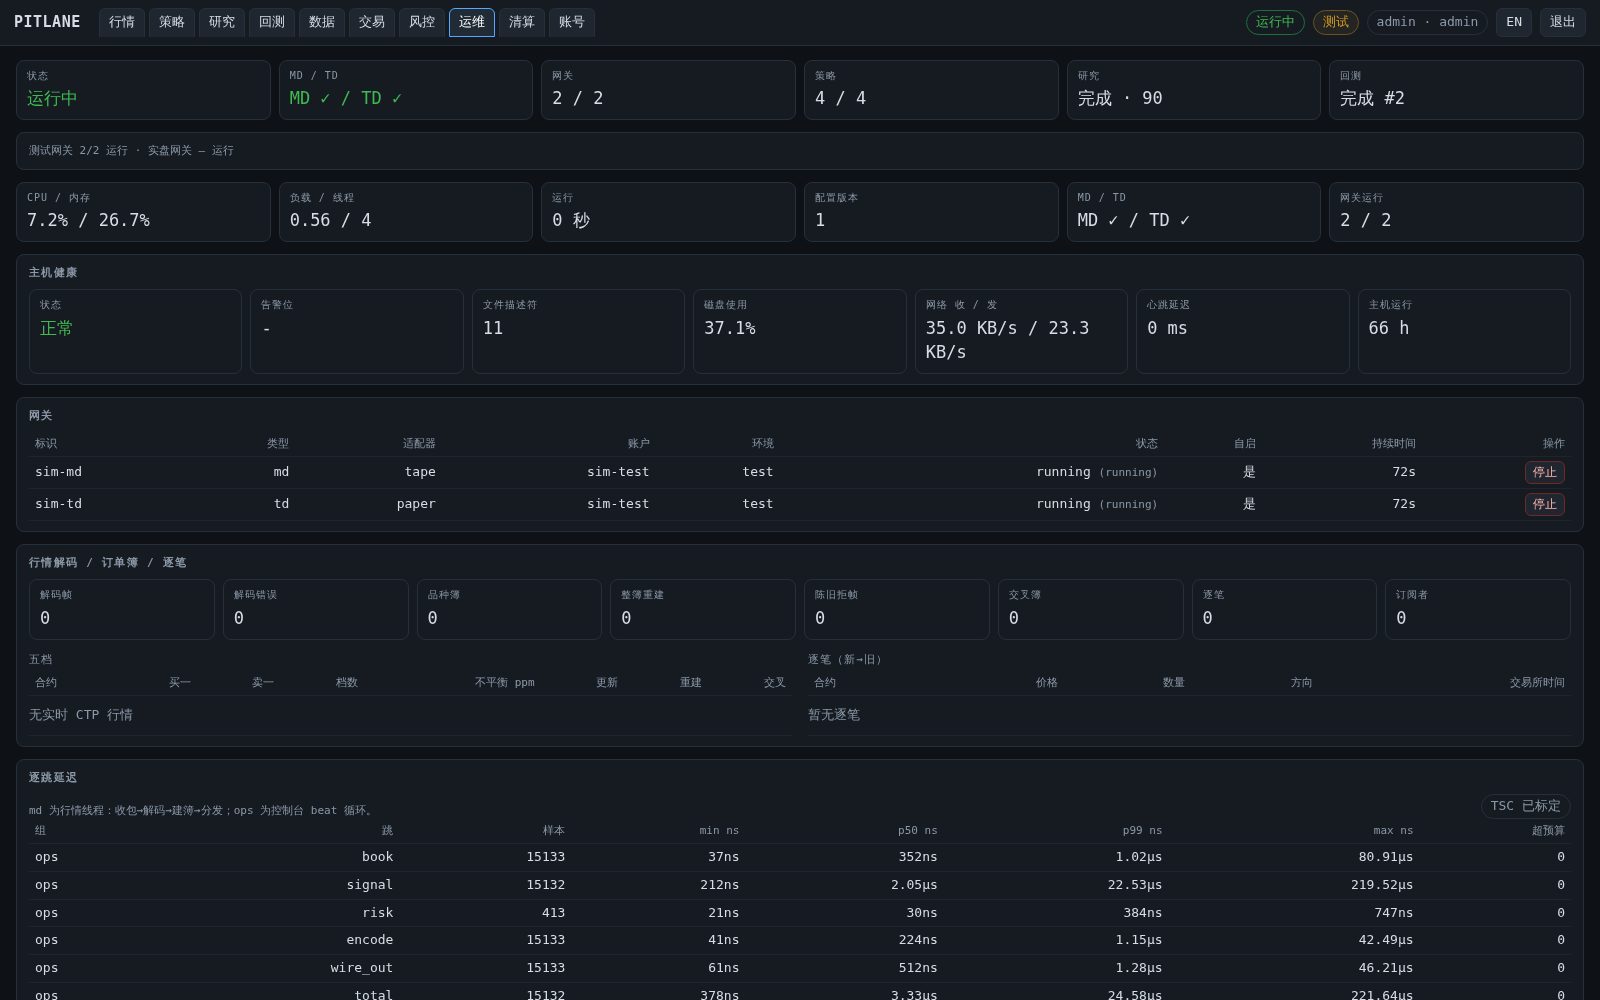 PITLANE 行情 策略 研究 回测 数据 交易 风控 运维 清算 账号 运行中 测试 admin · admin EN 退出
状态 MD / TD 网关 策略 研究 回测
运行中 MD ✓ / TD ✓ 2 / 2 4 / 4 完成 · 90 完成 #2
测试网关 2/2 运行 · 实盘网关 — 运行
CPU / 内存 负载 / 线程 运行 配置版本 MD / TD 网关运行
7.2% / 26.7% 0.56 / 4 0 秒 1 MD ✓ / TD ✓ 2 / 2
主机健康
状态 告警位 文件描述符 磁盘使用 网络 收 / 发 心跳延迟 主机运行
正常 - 11 37.1% 35.0 KB/s / 23.3 KB/s 0 ms 66 h
网关
标识 类型 适配器 账户 环境 状态 自启 持续时间 操作
sim-md md tape sim-test test running (running) 是 72s 停止
sim-td td paper sim-test test running (running) 是 72s 停止
行情解码 / 订单簿 / 逐笔
解码帧 解码错误 品种簿 整簿重建 陈旧拒帧 交叉簿 逐笔 订阅者
0 0 0 0 0 0 0 0
五档 逐笔（新→旧）
合约 买一 卖一 档数 不平衡 ppm 更新 重建 交叉 合约 价格 数量 方向 交易所时间
无实时 CTP 行情 暂无逐笔
逐跳延迟
md 为行情线程：收包→解码→建簿→分发；ops 为控制台 beat 循环。 TSC 已标定
组 跳 样本 min ns p50 ns p99 ns max ns 超预算
ops book 15133 37ns 352ns 1.02µs 80.91µs 0
ops signal 15132 212ns 2.05µs 22.53µs 219.52µs 0
ops risk 413 21ns 30ns 384ns 747ns 0
ops encode 15133 41ns 224ns 1.15µs 42.49µs 0
ops wire_out 15133 61ns 512ns 1.28µs 46.21µs 0
ops total 15132 378ns 3.33µs 24.58µs 221.64µs 0